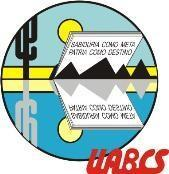 SABIDURIA COMO META
PATRIA COMO DESTINO
PATRIA COMO DESTINO
SABIDURIA COMO META
UABCS